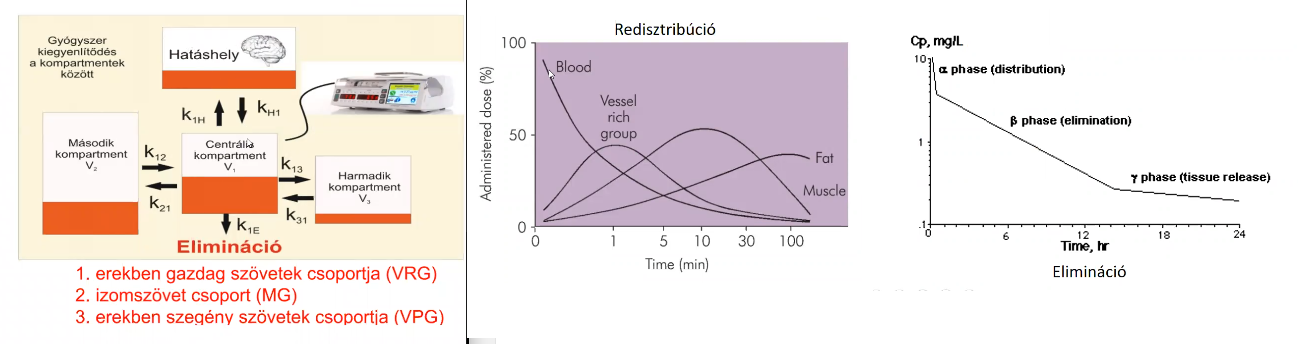 Gyógyszer
kiegyenlítődés
a kompartmentek
között
Hatáshely
k1H
kH1
Második
kompartment
V2
k12
k21
Centrális
kompartment
V1
k13
k31
Harmadik
kompartment
V3
k1E
Elimináció
1. erekben gazdag szövetek csoportja (VRG)
2. izomszövet csoport (MG)
3. erekben szegény szövetek csoportja (VPG)
Redisztribúció
Administered dose (%)
100
50
0
Blood
Vessel
rich
group
Fat
Muscle
0 1 5 10 30 100
Time (min)
Cp, mg/L
10
1
.1
α phase (distribution)
β phase (elimination)
γ phase (tissue release)
0 6 12 18 24
Time, hr
Elimináció